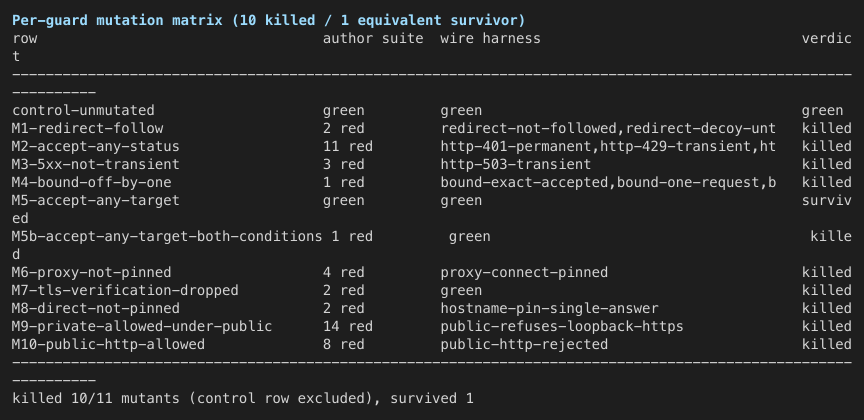 Per-guard mutation matrix (10 killed / 1 equivalent survivor)
row                                  author suite  wire harness                               verdic
t
----------------------------------------------------------------------------------------------------
----------
control-unmutated                    green         green                                      green
M1-redirect-follow                   2 red         redirect-not-followed,redirect-decoy-unt   killed
M2-accept-any-status                 11 red        http-401-permanent,http-429-transient,ht   killed
M3-5xx-not-transient                 3 red         http-503-transient                         killed
M4-bound-off-by-one                  1 red         bound-exact-accepted,bound-one-request,b   killed
M5-accept-any-target                 green         green                                      surviv
ed
M5b-accept-any-target-both-conditions 1 red         green                                      kille
d
M6-proxy-not-pinned                  4 red         proxy-connect-pinned                       killed
M7-tls-verification-dropped          2 red         green                                      killed
M8-direct-not-pinned                 2 red         hostname-pin-single-answer                 killed
M9-private-allowed-under-public      14 red        public-refuses-loopback-https              killed
M10-public-http-allowed              8 red         public-http-rejected                       killed
----------------------------------------------------------------------------------------------------
----------
killed 10/11 mutants (control row excluded), survived 1